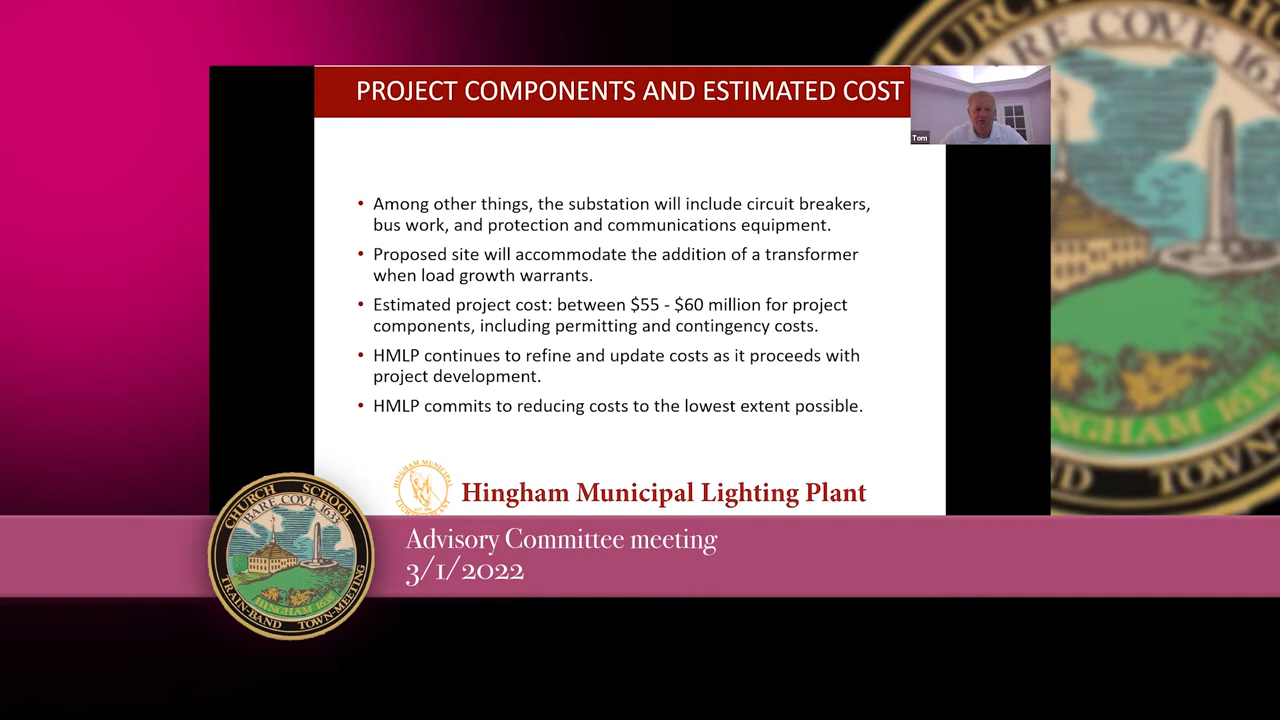 PROJECT COMPONENTS AND ESTIMATED COST
Tom
• Among other things, the substation will include circuit breakers,
bus work, and protection and communications equipment.
• Proposed site will accommodate the addition of a transformer
when load growth warrants.
• Estimated project cost: between $55 - $60 million for project
components, including permitting and contingency costs.
• HMLP continues to refine and update costs as it proceeds with
project development.
• HMLP commits to reducing costs to the lowest extent possible.
HINGHAM MUNICIPAL
Hingham Municipal Lighting Plant
Advisory Committee meeting
3/1/2022
CHURCH SCHOOL
BARE COVE 1633
HINGHAM 1635
TRAIN-BAND TOWN-MEETING